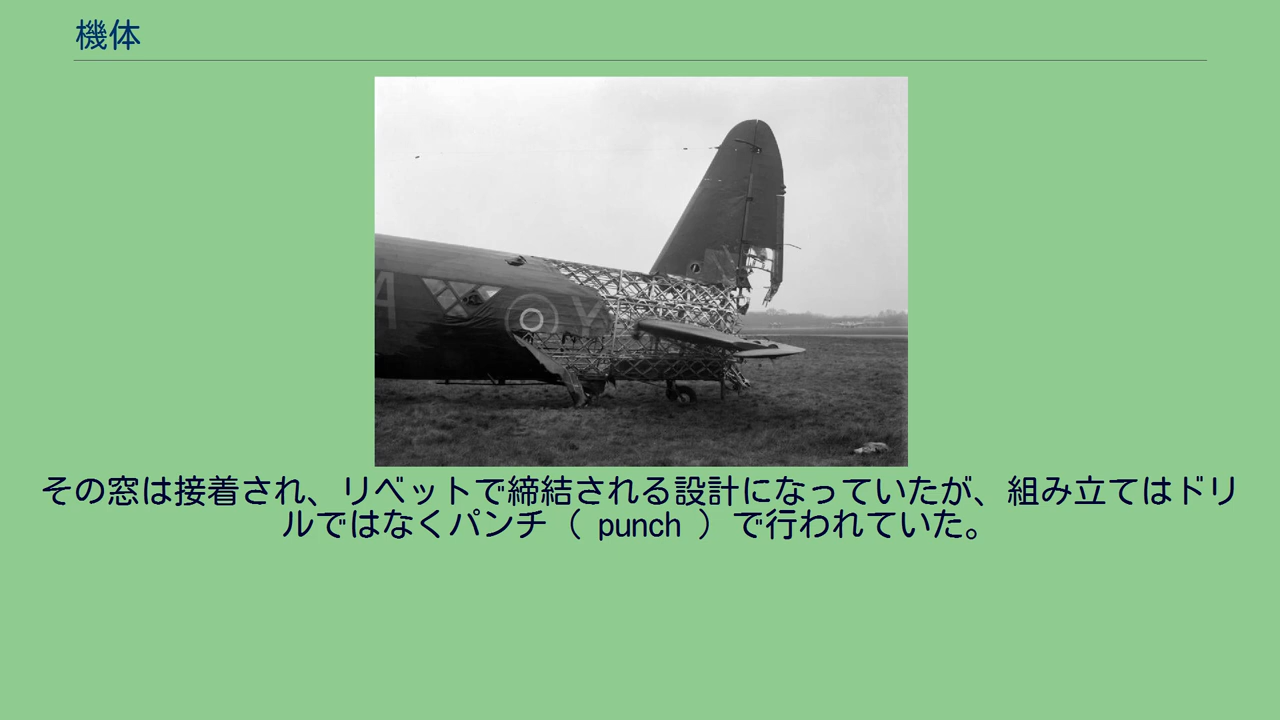 機体
A
Y
その窓は接着され、リベットで締結される設計になっていたが、組み立てはドリ
ルではなくパンチ（ punch ）で行われていた。